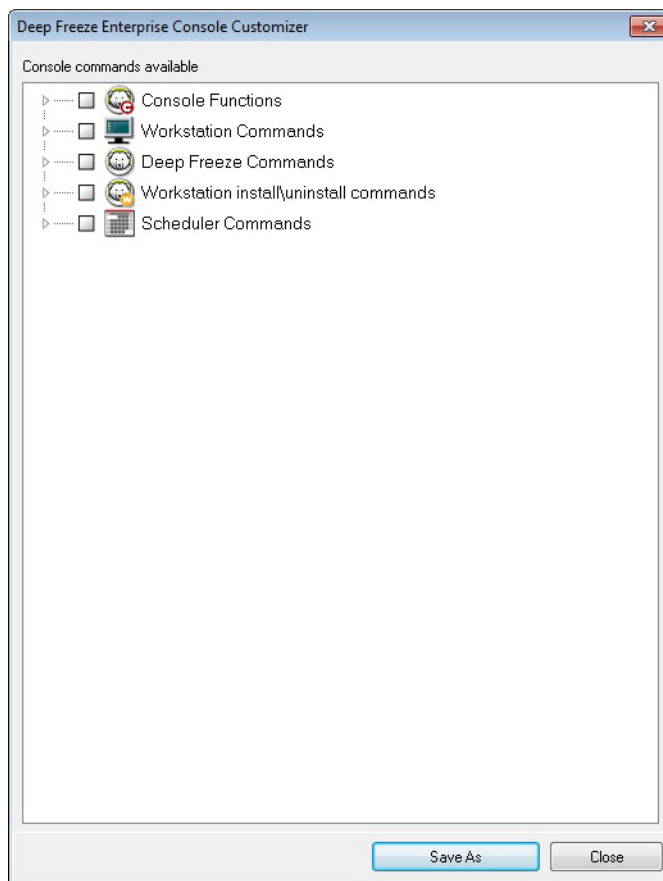 Deep Freeze Enterprise Console Customizer
Console commands available
Console Functions
Workstation Commands
Deep Freeze Commands
Workstation install\uninstall commands
Scheduler Commands
Save As
Close